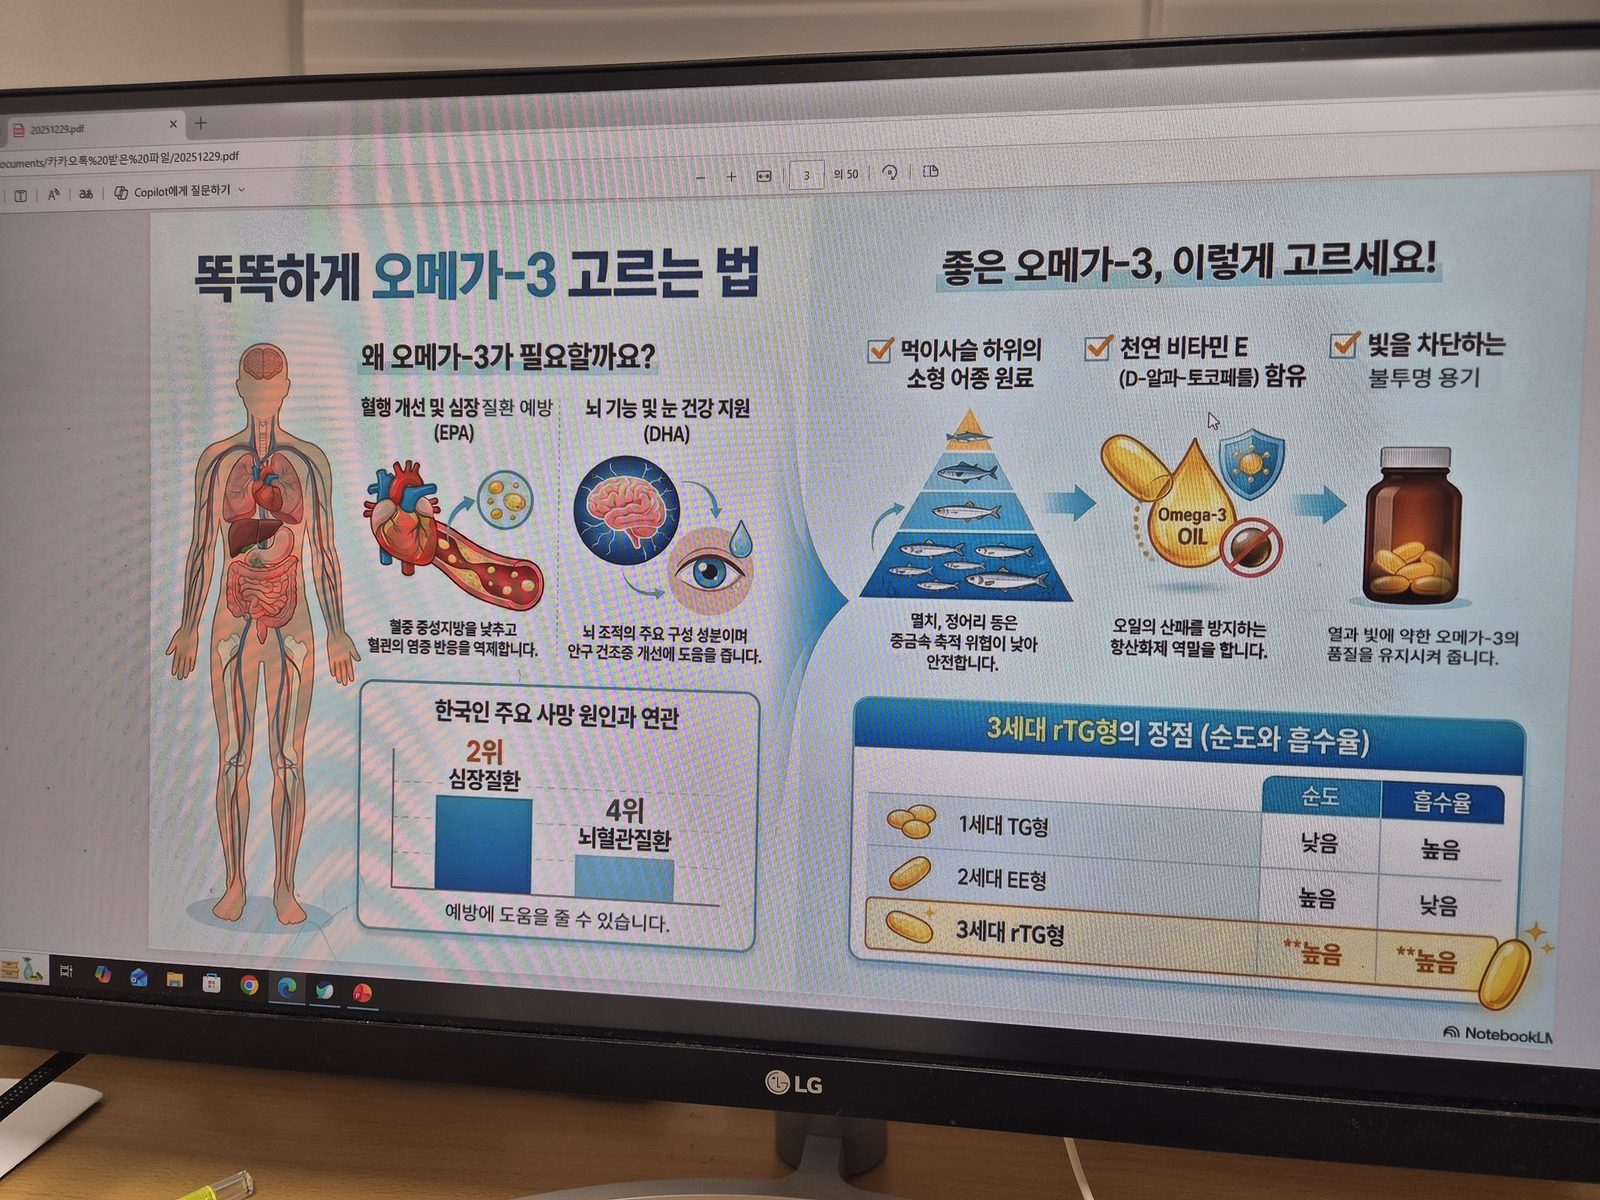 20251229.pdf
ocuments/카카오톡%20받은%20파일/20251229.pdf
Copilot에게 질문하기
3 의 50
똑똑하게 오메가-3 고르는 법
왜 오메가-3가 필요할까요?
혈행 개선 및 심장질환 예방
(EPA)
뇌 기능 및 눈 건강 지원
(DHA)
혈중 중성지방을 낮추고
혈관의 염증 반응을 억제합니다.
뇌 조직의 주요 구성 성분이며
안구 건조증 개선에 도움을 줍니다.
한국인 주요 사망 원인과 연관
2위
심장질환
4위
뇌혈관질환
예방에 도움을 줄 수 있습니다.
좋은 오메가-3, 이렇게 고르세요!
먹이사슬 하위의
소형 어종 원료
천연 비타민 E
(D-알파-토코페롤) 함유
빛을 차단하는
불투명 용기
Omega-3
OIL
멸치, 정어리 등은
중금속 축적 위협이 낮아
안전합니다.
오일의 산패를 방지하는
항산화제 역할을 합니다.
열과 빛에 약한 오메가-3의
품질을 유지시켜 줍니다.
3세대 rTG형의 장점 (순도와 흡수율)
순도 흡수율
1세대 TG형 낮음 높음
2세대 EE형 높음 낮음
3세대 rTG형 **높음 **높음
NotebookLM
LG